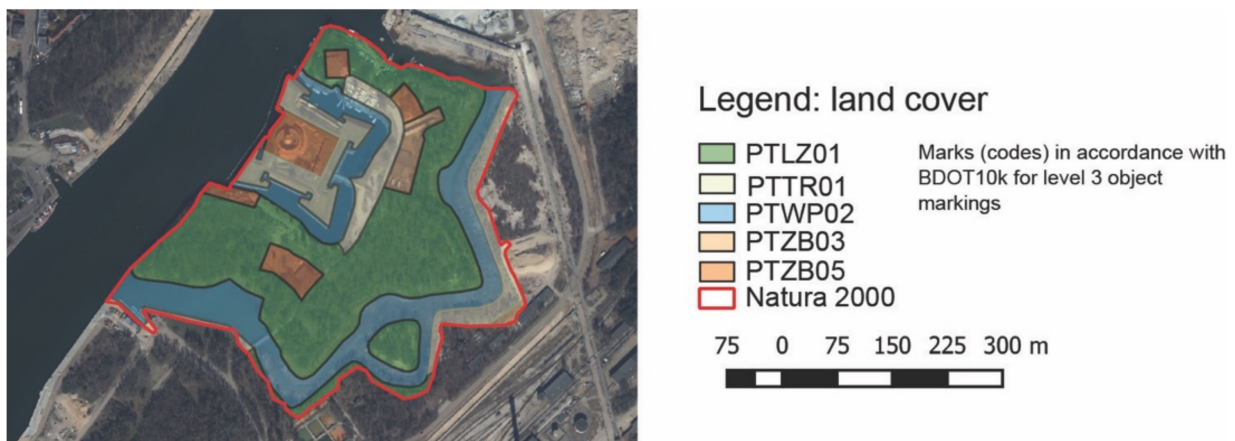 Legend: land cover
PTLZ01
PTTR01
PTWP02
PTZB03
PTZB05
Natura 2000
Marks (codes) in accordance with
BDOT10k for level 3 object
markings
75 0 75 150 225 300 m